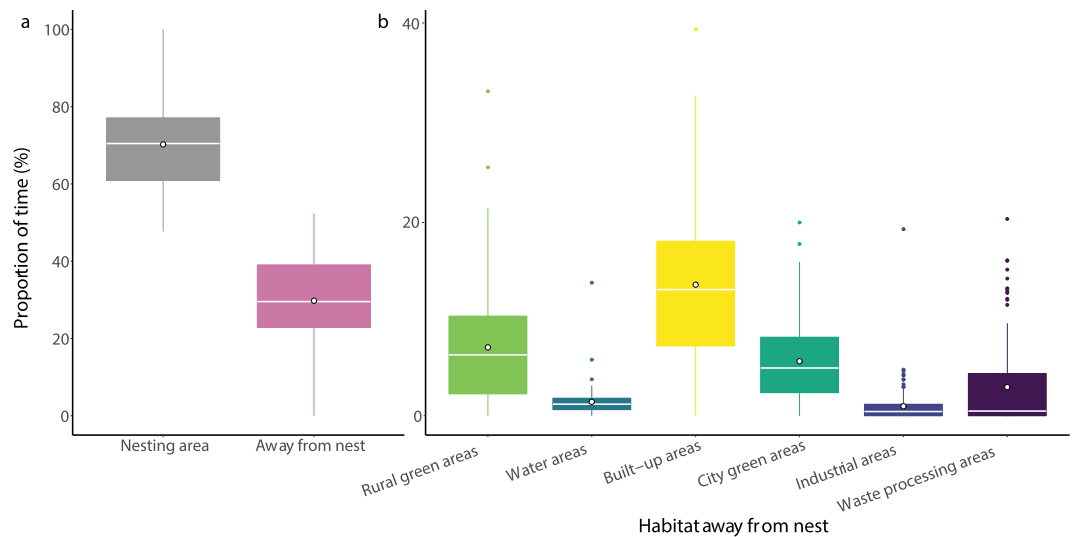 a
b
Proportion of time (%)
100
80
60
40
20
0
Nesting area
Away from nest
40
20
0
Rural green areas
Water areas
Built-up areas
City green areas
Industrial areas
Waste processing areas
Habitat away from nest